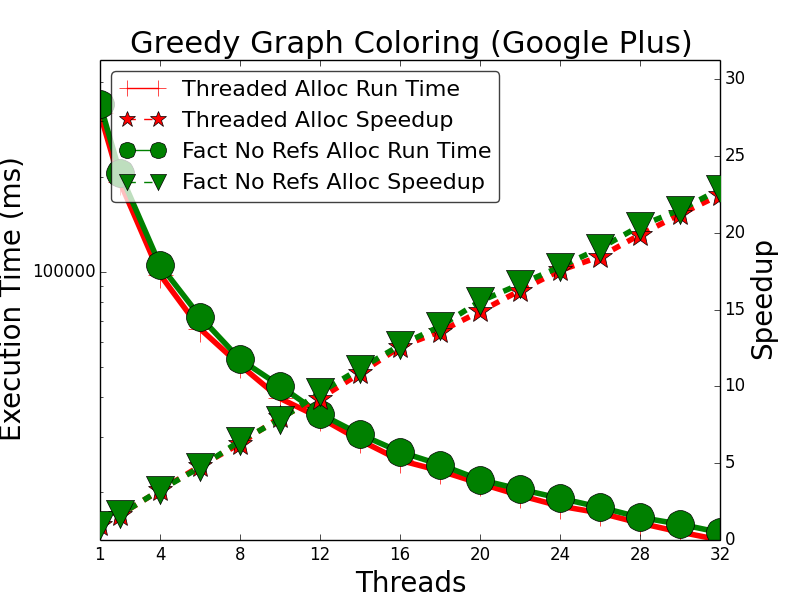 Greedy Graph Coloring (Google Plus)
Threaded Alloc Run Time
Threaded Alloc Speedup
Fact No Refs Alloc Run Time
Fact No Refs Alloc Speedup
Execution Time (ms)
100000
30
25
20
15
10
5
0
Speedup
1 4 8 12 16 20 24 28 32
Threads